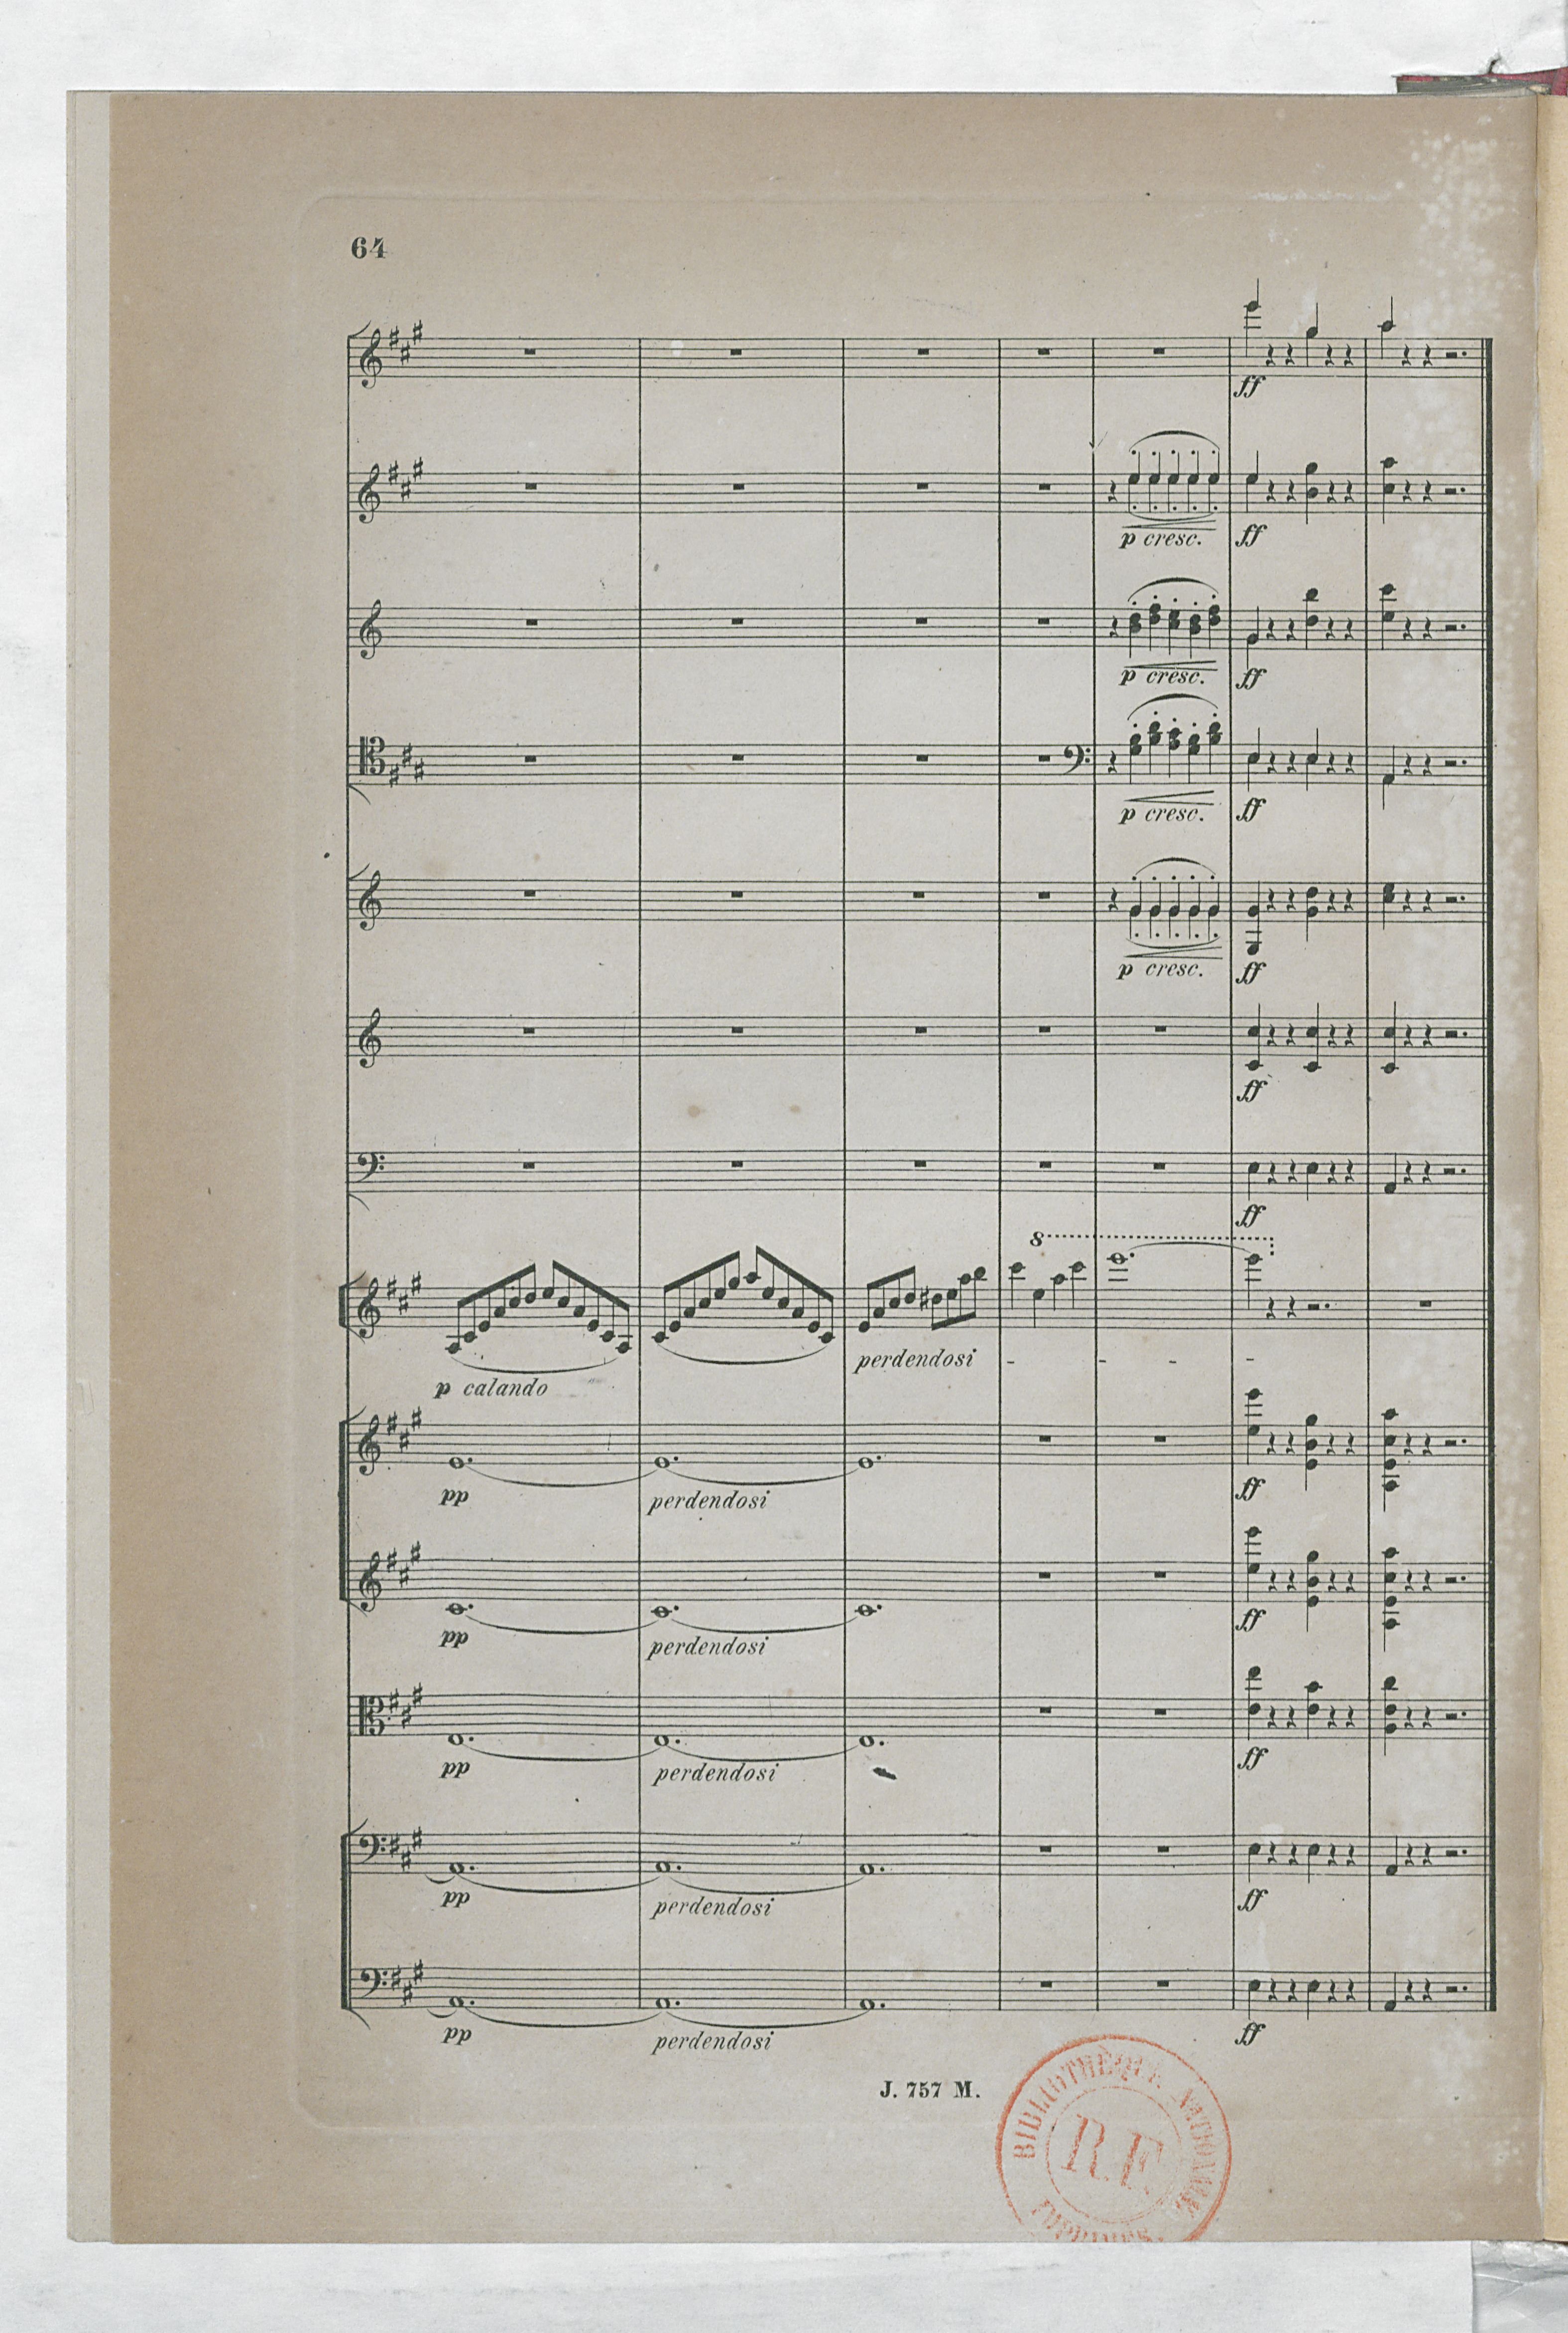 64
ff
p cresc. ff
p cresc. ff
p cresc. ff
p cresc. ff
ff
ff
8
perdendosi - - - -
p calando
pp perdendosi ff
pp perdendosi ff
pp perdendosi ff
pp perdendosi ff
pp perdendosi ff
J. 757 M.
BIBLIOTHÈQUE NATIONALE
R.F.